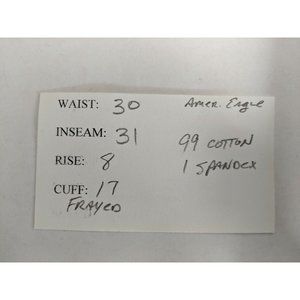 WAIST: 30 Amer. Eagle
INSEAM: 31
99 COTTON
RISE: 8 1 SPANDEX
CUFF: 17
FRAYED